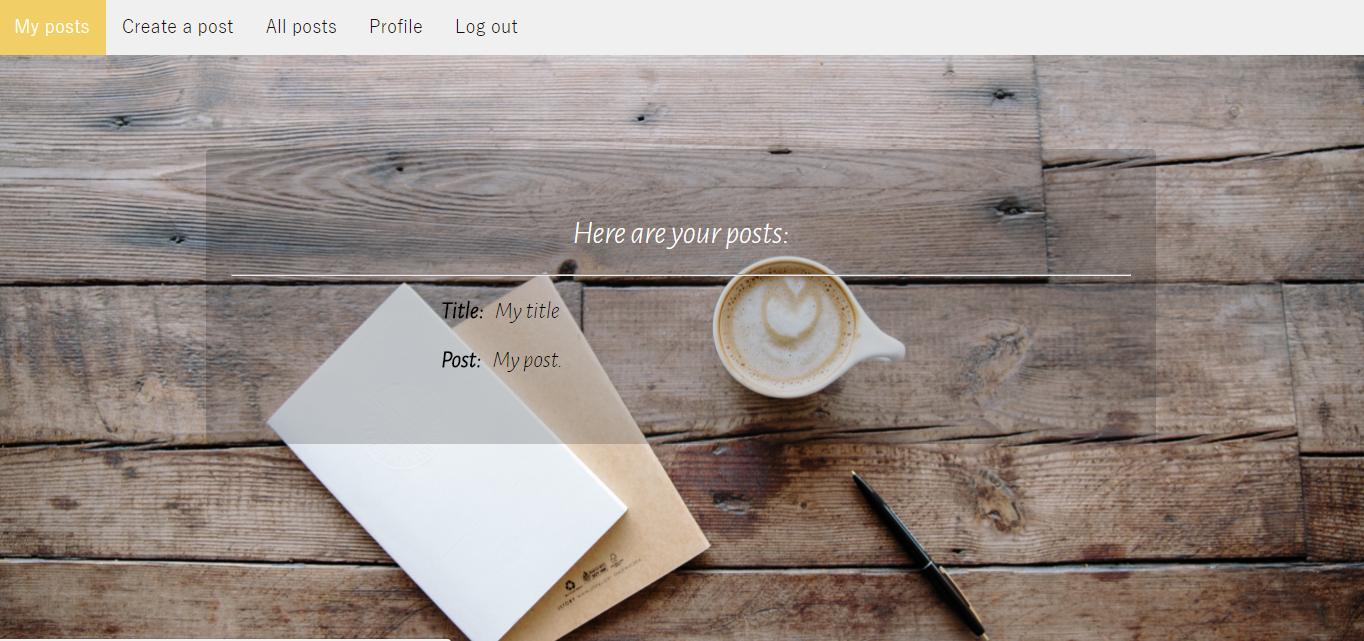 My posts Create a post All posts Profile Log out
Here are your posts:
Title: My title
Post: My post.